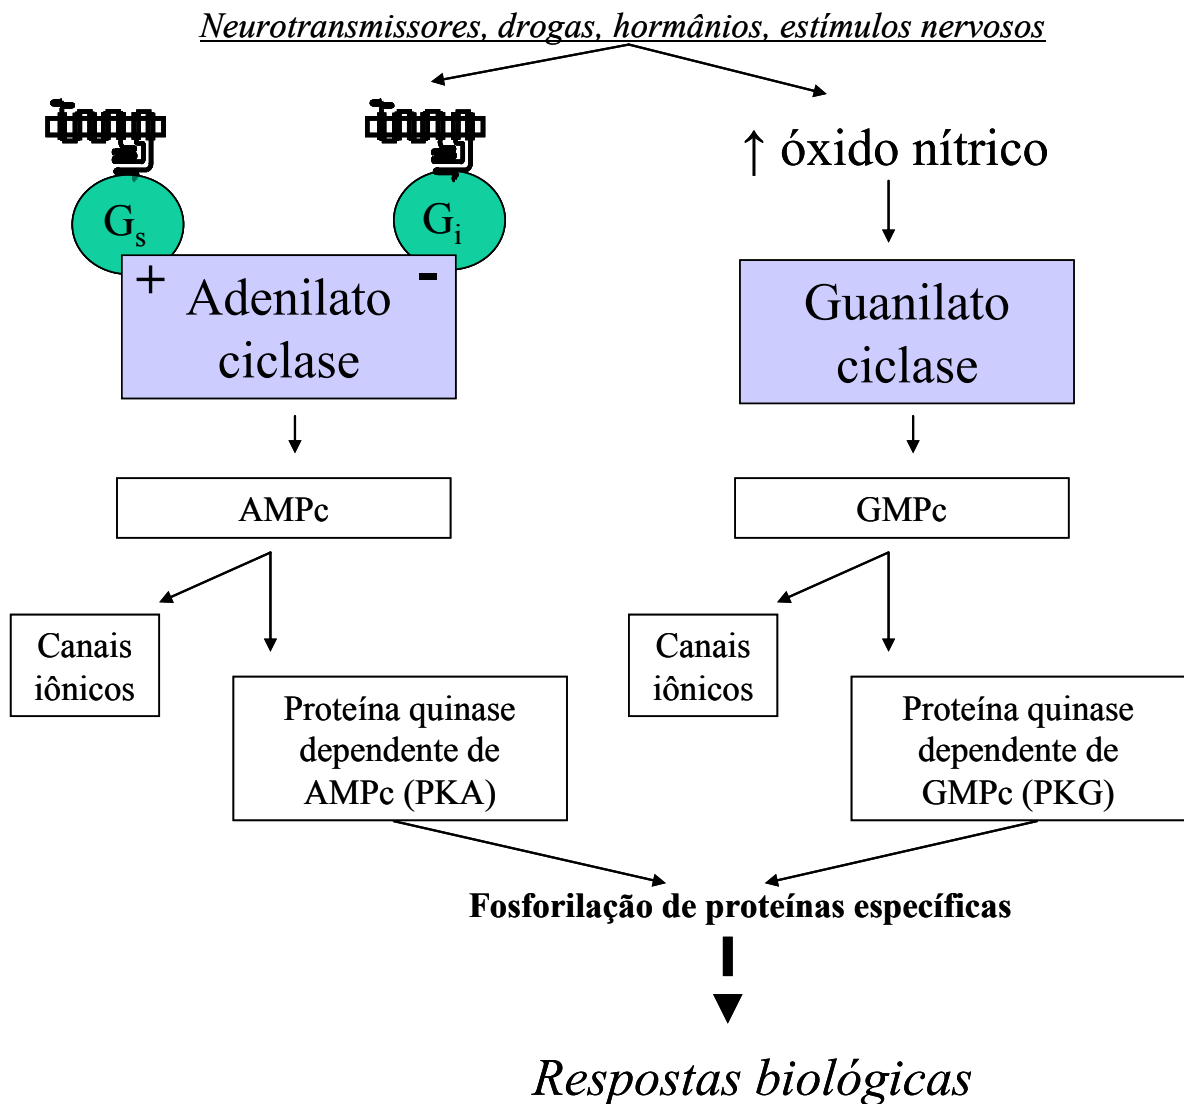 Neurotransmissores, drogas, hormânios, estímulos nervosos
↑ óxido nítrico
Gs
Gi
+
-
Adenilato
ciclase
Guanilato
ciclase
AMPc
GMPc
Canais
iônicos
Proteína quinase
dependente de
AMPc (PKA)
Canais
iônicos
Proteína quinase
dependente de
GMPc (PKG)
Fosforilação de proteínas específicas
Respostas biológicas